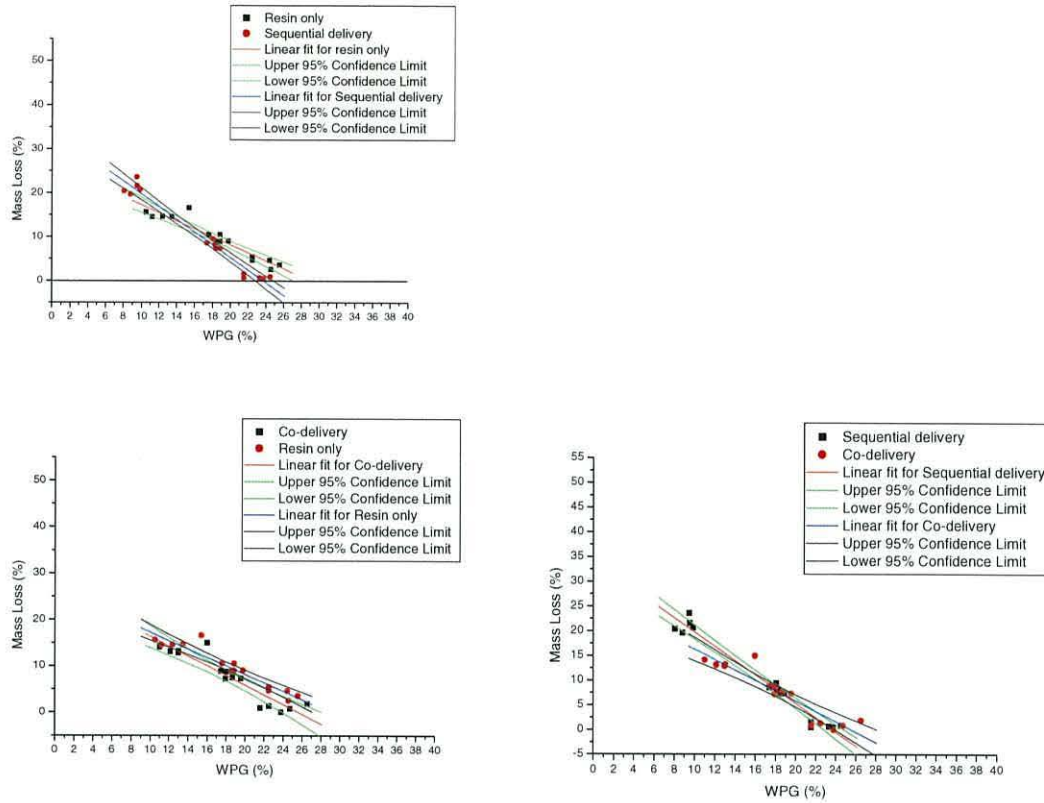 Resin only
Sequential delivery
Linear fit for resin only
Upper 95% Confidence Limit
Lower 95% Confidence Limit
Linear fit for Sequential delivery
Upper 95% Confidence Limit
Lower 95% Confidence Limit
50
40
30
20
10
0
Mass Loss (%)
0 2 4 6 8 10 12 14 16 18 20 22 24 26 28 30 32 34 36 38 40
WPG (%)
Co-delivery
Resin only
Linear fit for Co-delivery
Upper 95% Confidence Limit
Lower 95% Confidence Limit
Linear fit for Resin only
Upper 95% Confidence Limit
Lower 95% Confidence Limit
50
40
30
20
10
0
Mass Loss (%)
0 2 4 6 8 10 12 14 16 18 20 22 24 26 28 30 32 34 36 38 40
WPG (%)
Sequential delivery
Co-delivery
Linear fit for Sequential delivery
Upper 95% Confidence Limit
Lower 95% Confidence Limit
Linear fit for Co-delivery
Upper 95% Confidence Limit
Lower 95% Confidence Limit
55
50
45
40
35
30
25
20
15
10
5
0
-5
Mass Loss (%)
0 2 4 6 8 10 12 14 16 18 20 22 24 26 28 30 32 34 36 38 40
WPG (%)